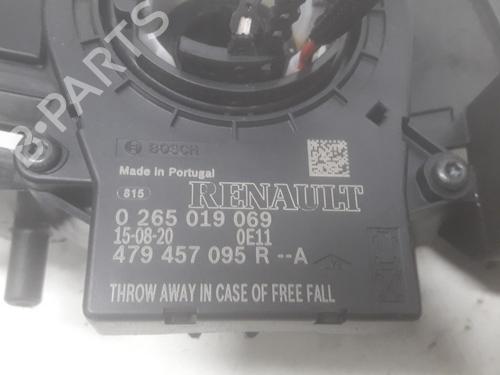 B-PARTS
BOSCH
Made in Portugal
815
RENAULT
0 265 019 069
15-08-20 0E11
479 457 095 R --A
THROW AWAY IN CASE OF FREE FALL